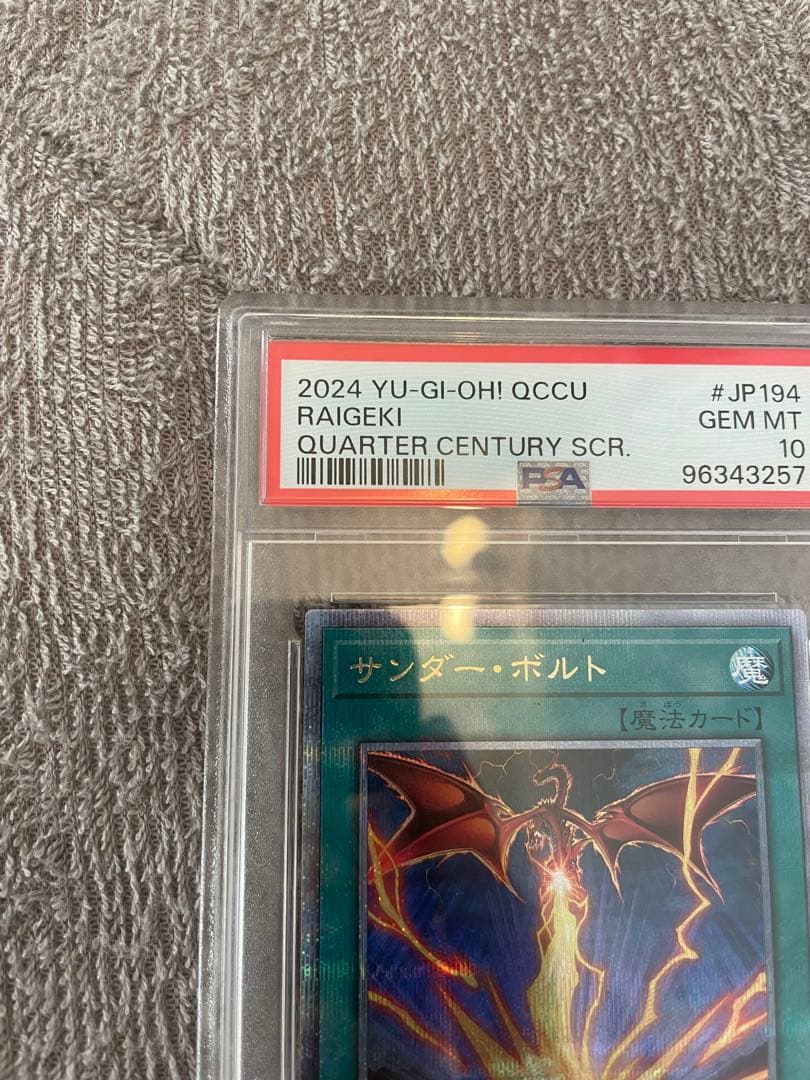 2024 YU-GI-OH! QCCU #JP194
RAIGEKI GEM MT
QUARTER CENTURY SCR. 10
PSA 96343257
サンダー・ボルト 魔
【魔法カード】